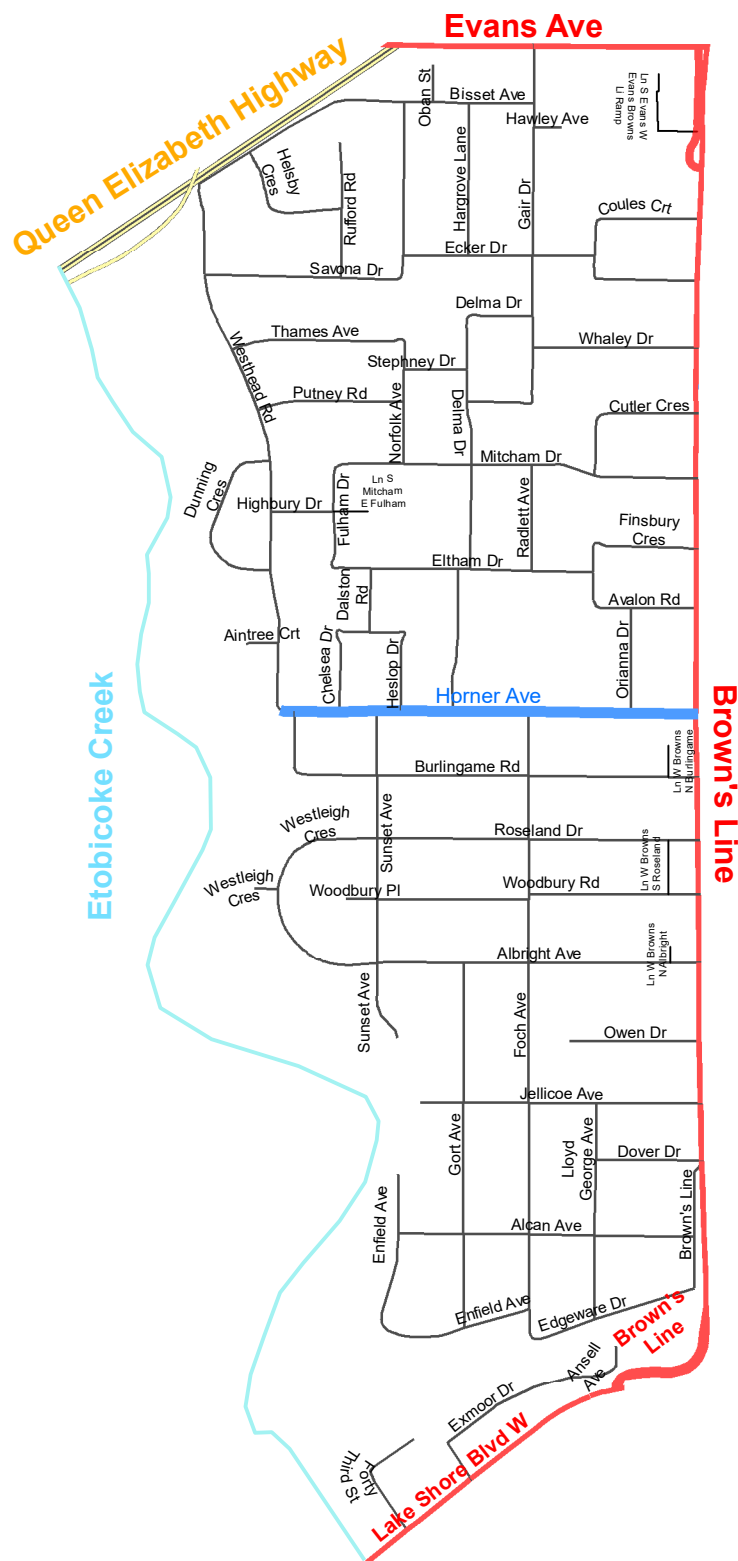 Evans Ave
Queen Elizabeth Highway
Oban St
Bisset Ave
Hawley Ave
Ln S Evans W
Evans Browns
Li Ramp
Helsby
Cres
Rufford Rd
Hargrove Lane
Gair Dr
Coules Crt
Ecker Dr
Savona Dr
Delma Dr
Thames Ave
Westhead Rd
Stephney Dr
Whaley Dr
Putney Rd
Norfolk Ave
Delma Dr
Cutler Cres
Mitcham Dr
Dunning
Cres
Highbury Dr
Fulham Dr
Ln S
Mitcham
E Fulham
Radlett Ave
Finsbury
Cres
Eltham Dr
Dalston
Rd
Avalon Rd
Aintree Crt
Chelsea Dr
Heslop Dr
Orianna Dr
Horner Ave
Brown's Line
Etobicoke Creek
Burlingame Rd
Ln W Browns
N Burlingame
Westleigh
Cres
Sunset Ave
Roseland Dr
Ln W Browns
S Roseland
Westleigh
Cres
Woodbury Pl
Woodbury Rd
Albright Ave
Ln W Browns
N Albright
Sunset Ave
Foch Ave
Owen Dr
Jellicoe Ave
Gort Ave
Lloyd
George Ave
Dover Dr
Enfield Ave
Alcan Ave
Brown's Line
Enfield Ave
Edgeware Dr
Brown's
Line
Ansell
Ave
Exmoor Dr
Forty
Third St
Lake Shore Blvd W